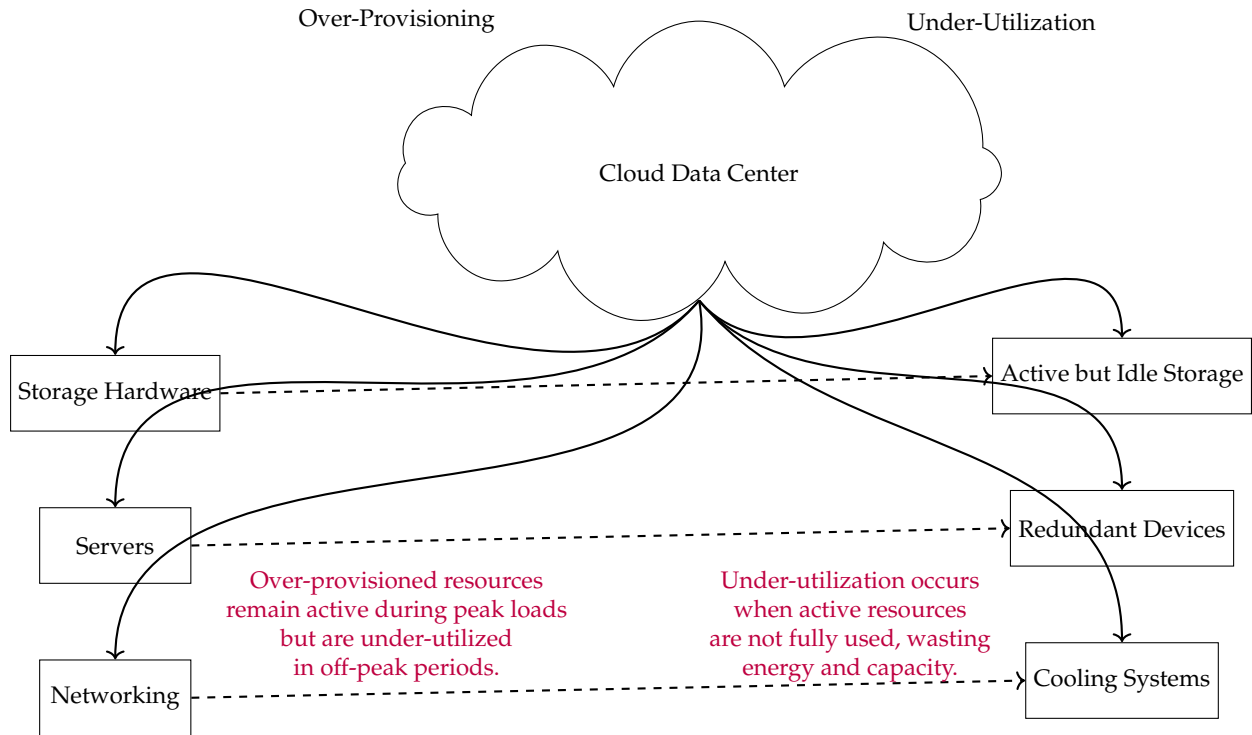 Over-Provisioning
Under-Utilization
Cloud Data Center
Storage Hardware
Active but Idle Storage
Servers
Redundant Devices
Over-provisioned resources
remain active during peak loads
but are under-utilized
in off-peak periods.
Under-utilization occurs
when active resources
are not fully used, wasting
energy and capacity.
Networking
Cooling Systems